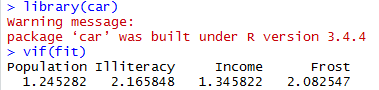 > library(car)
Warning message:
package ‘car’ was built under R version 3.4.4
> vif(fit)
Population Illiteracy     Income      Frost
  1.245282   2.165848   1.345822   2.082547